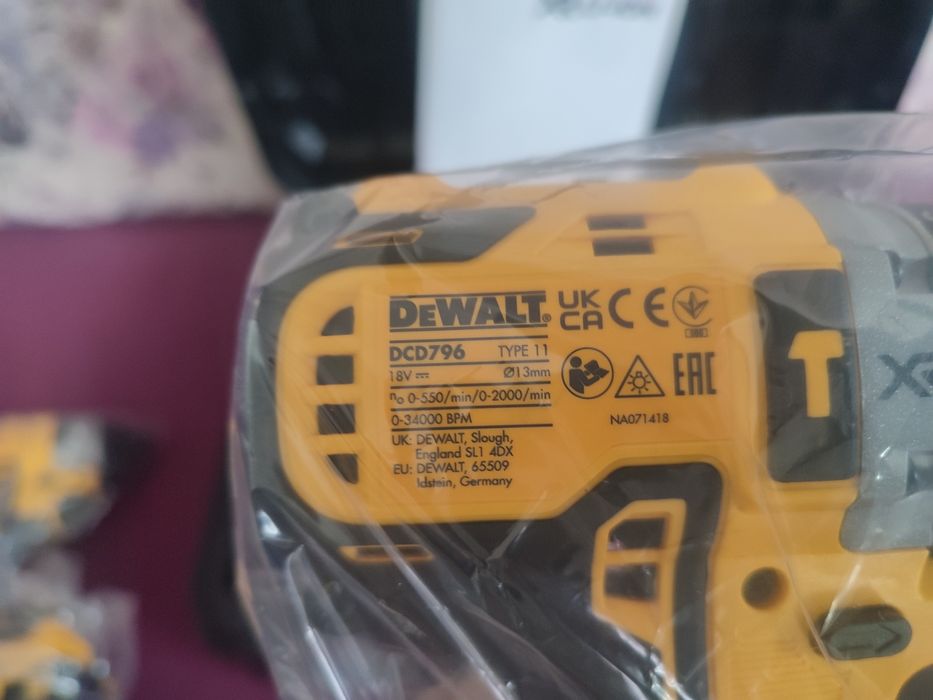 DEWALT®
UK
CA
CE
DCD796 TYPE 11
18V ⎓ Ø13mm
n₀ 0-550/min/0-2000/min
0-34000 BPM
UK: DEWALT, Slough,
England SL1 4DX
EU: DEWALT, 65509
Idstein, Germany
EAC
NA071418
X